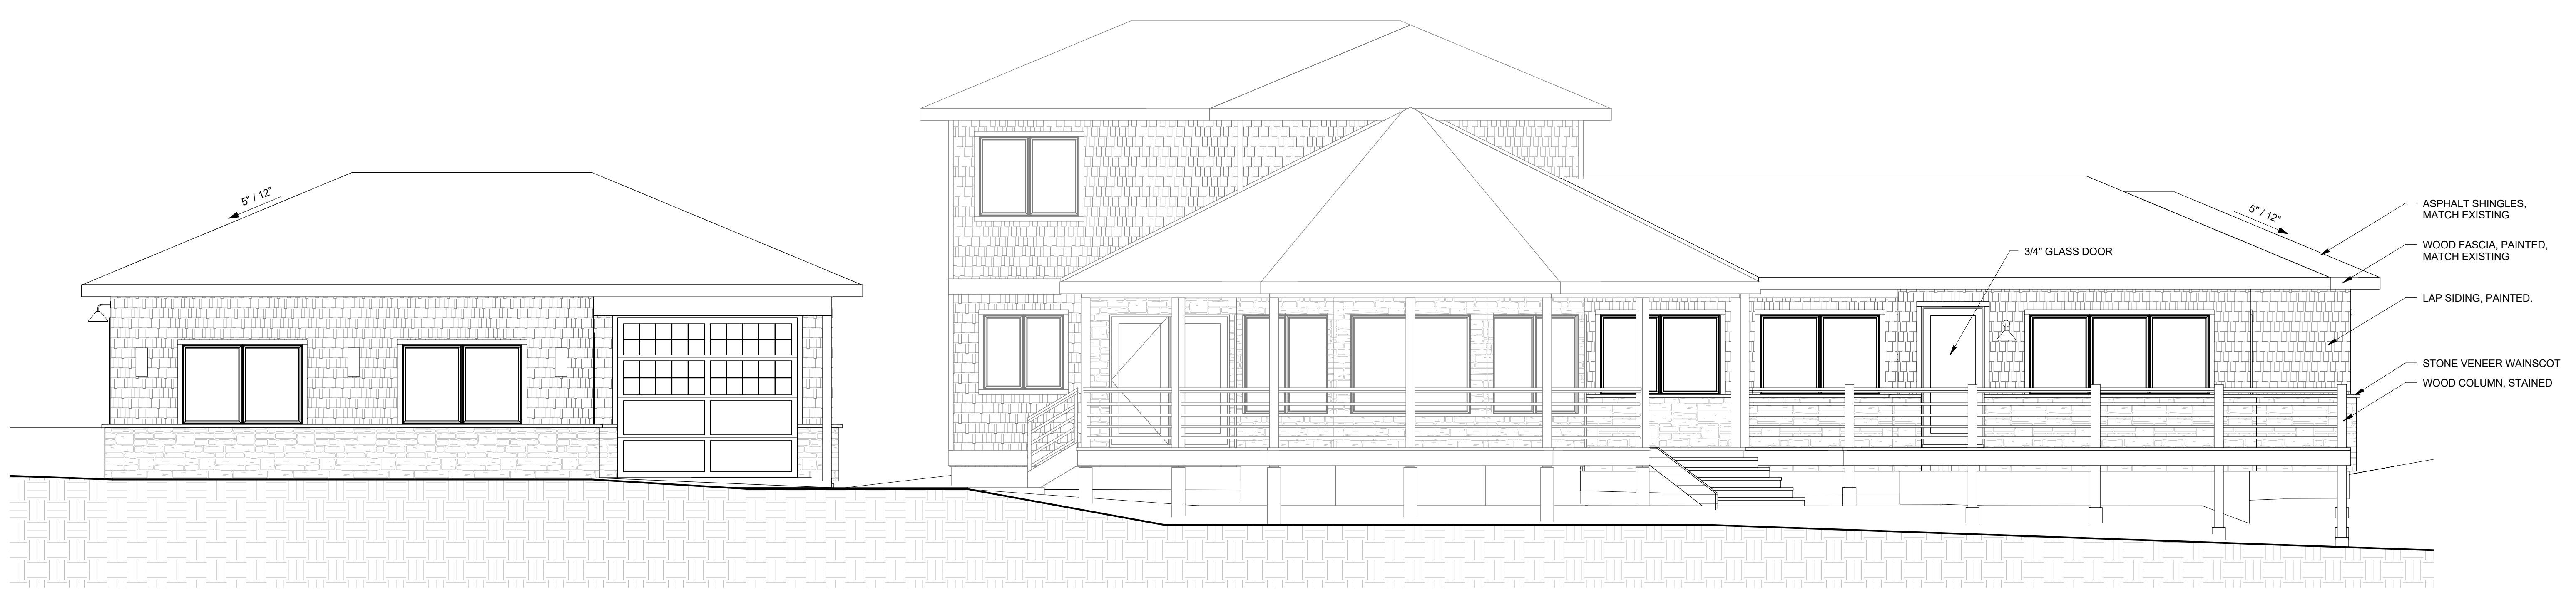 5" / 12"
5" / 12"
ASPHALT SHINGLES,
MATCH EXISTING
WOOD FASCIA, PAINTED,
MATCH EXISTING
3/4" GLASS DOOR
LAP SIDING, PAINTED.
STONE VENEER WAINSCOT
WOOD COLUMN, STAINED